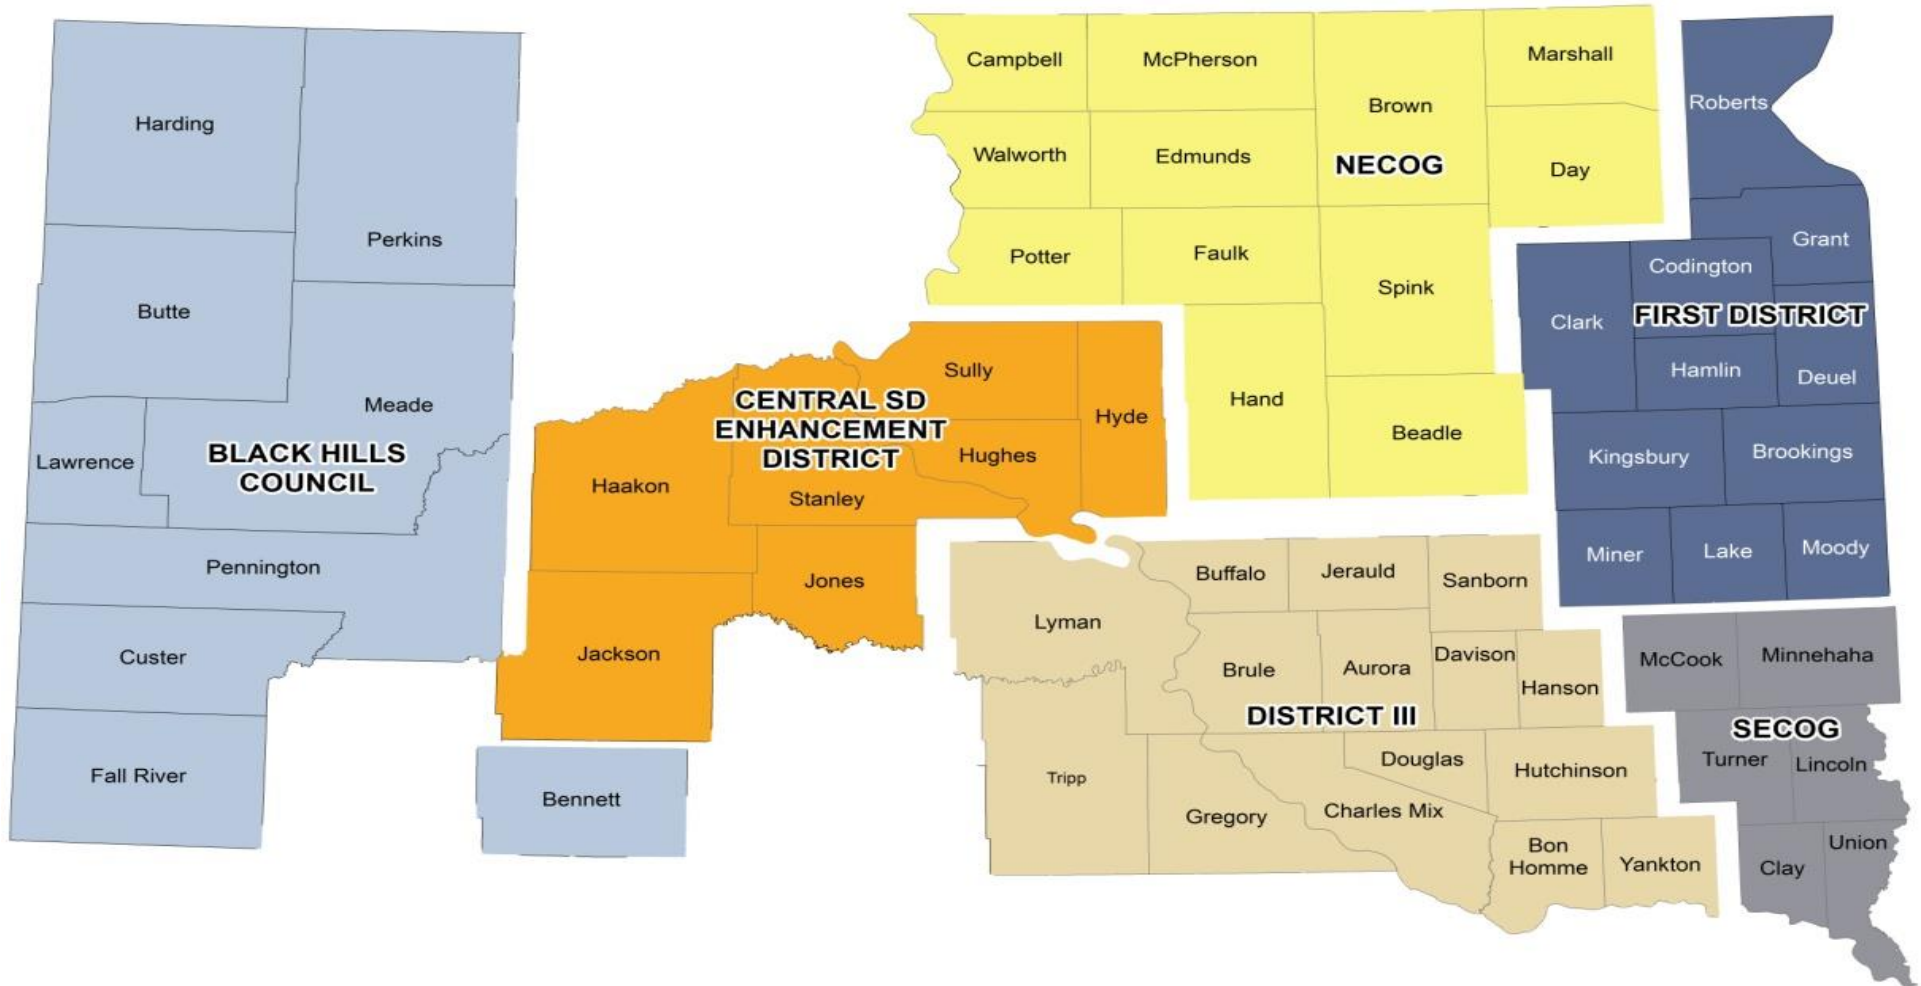 Harding
Perkins
Butte
Meade
Lawrence
BLACK HILLS
COUNCIL
Pennington
Custer
Fall River
Bennett
CENTRAL SD
ENHANCEMENT
DISTRICT
Sully
Hyde
Hughes
Haakon
Stanley
Jones
Jackson
Campbell
McPherson
Brown
Marshall
Walworth
Edmunds
NECOG
Day
Potter
Faulk
Spink
Hand
Beadle
Roberts
Grant
Codington
Clark
FIRST DISTRICT
Hamlin
Deuel
Kingsbury
Brookings
Miner
Lake
Moody
Lyman
Buffalo
Jerauld
Sanborn
Brule
Aurora
Davison
Hanson
DISTRICT III
Tripp
Gregory
Douglas
Charles Mix
Hutchinson
Bon
Homme
Yankton
McCook
Minnehaha
SECOG
Turner
Lincoln
Clay
Union